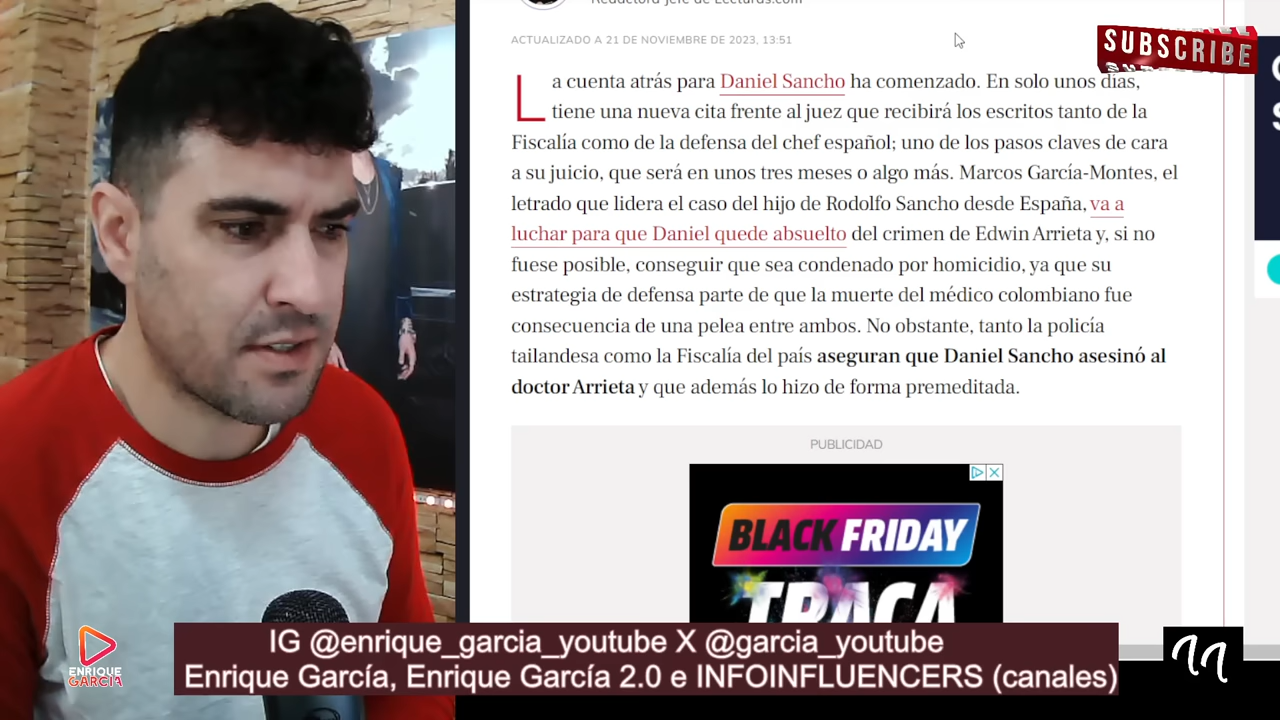 Redactora Jefe de Lecturas.com
SUBSCRIBE
ACTUALIZADO A 21 DE NOVIEMBRE DE 2023, 13:51
La cuenta atrás para Daniel Sancho ha comenzado. En solo unos días,
tiene una nueva cita frente al juez que recibirá los escritos tanto de la
Fiscalía como de la defensa del chef español; uno de los pasos claves de cara
a su juicio, que será en unos tres meses o algo más. Marcos García-Montes, el
letrado que lidera el caso del hijo de Rodolfo Sancho desde España, va a
luchar para que Daniel quede absuelto del crimen de Edwin Arrieta y, si no
fuese posible, conseguir que sea condenado por homicidio, ya que su
estrategia de defensa parte de que la muerte del médico colombiano fue
consecuencia de una pelea entre ambos. No obstante, tanto la policía
tailandesa como la Fiscalía del país aseguran que Daniel Sancho asesinó al
doctor Arrieta y que además lo hizo de forma premeditada.
PUBLICIDAD
BLACK FRIDAY
TRACA
IG @enrique_garcia_youtube X @garcia_youtube
Enrique García, Enrique García 2.0 e INFOINFLUENCERS (canales)
ENRIQUE
GARCÍA